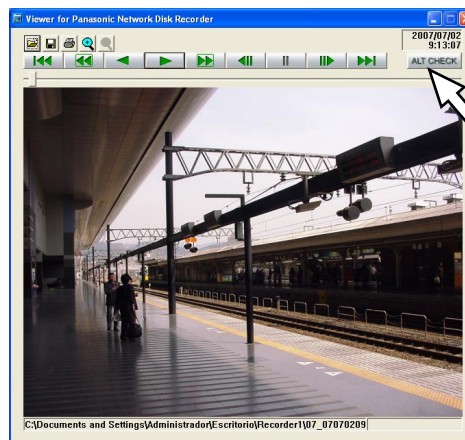 Viewer for Panasonic Network Disk Recorder
2007/07/02
9:13:07
ALT CHECK
C:\Documents and Settings\Administrador\Escritorio\Recorder1\07_07070209